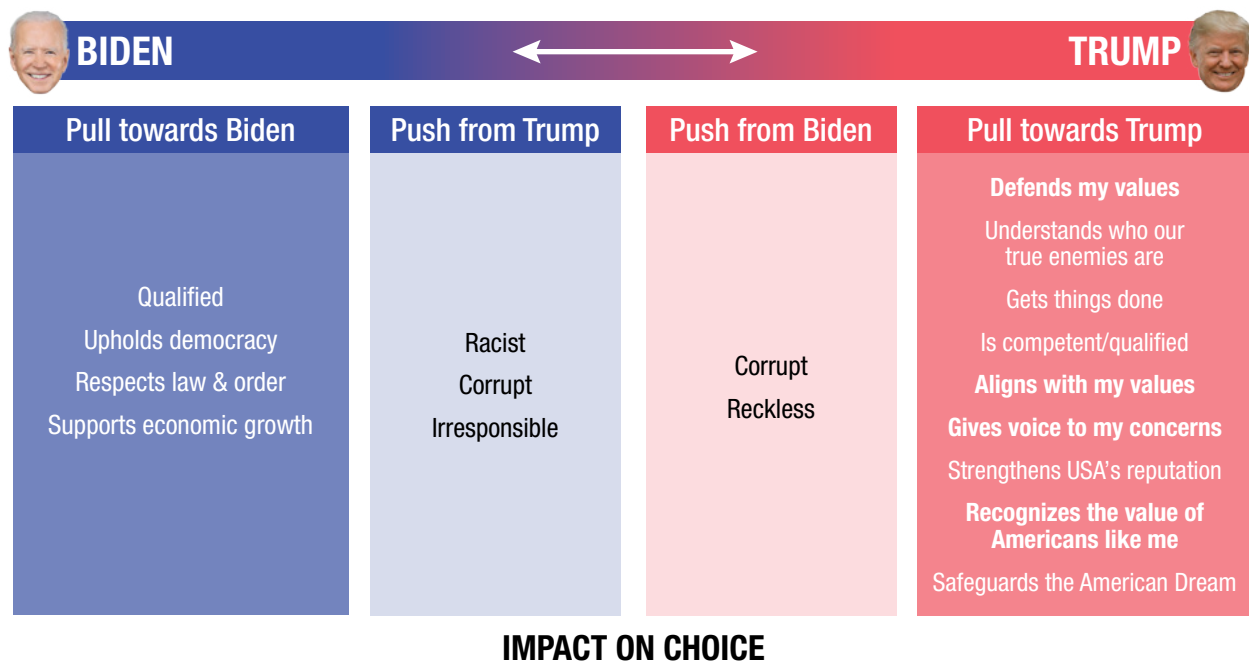 BIDEN
TRUMP
Pull towards Biden
Qualified
Upholds democracy
Respects law & order
Supports economic growth
Push from Trump
Racist
Corrupt
Irresponsible
Push from Biden
Corrupt
Reckless
Pull towards Trump
Defends my values
Understands who our
true enemies are
Gets things done
Is competent/qualified
Aligns with my values
Gives voice to my concerns
Strengthens USA's reputation
Recognizes the value of
Americans like me
Safeguards the American Dream
IMPACT ON CHOICE